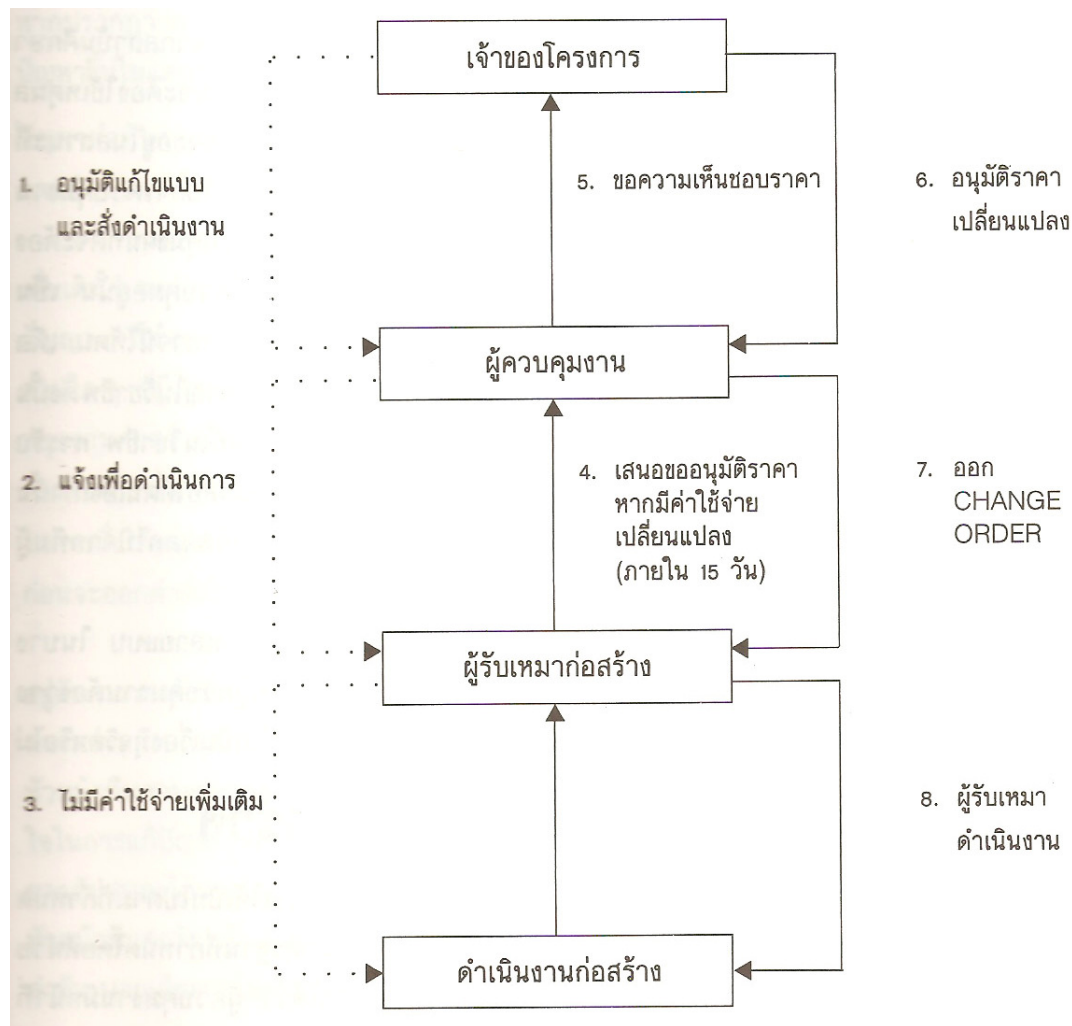 เจ้าของโครงการ
1. อนุมัติแก้ไขแบบ
และสั่งดำเนินงาน
5. ขอความเห็นชอบราคา
6. อนุมัติราคา
เปลี่ยนแปลง
ผู้ควบคุมงาน
2. แจ้งเพื่อดำเนินการ
4. เสนอขออนุมัติราคา
หากมีค่าใช้จ่าย
เปลี่ยนแปลง
(ภายใน 15 วัน)
7. ออก
CHANGE
ORDER
ผู้รับเหมาก่อสร้าง
3. ไม่มีค่าใช้จ่ายเพิ่มเติม
8. ผู้รับเหมา
ดำเนินงาน
ดำเนินงานก่อสร้าง